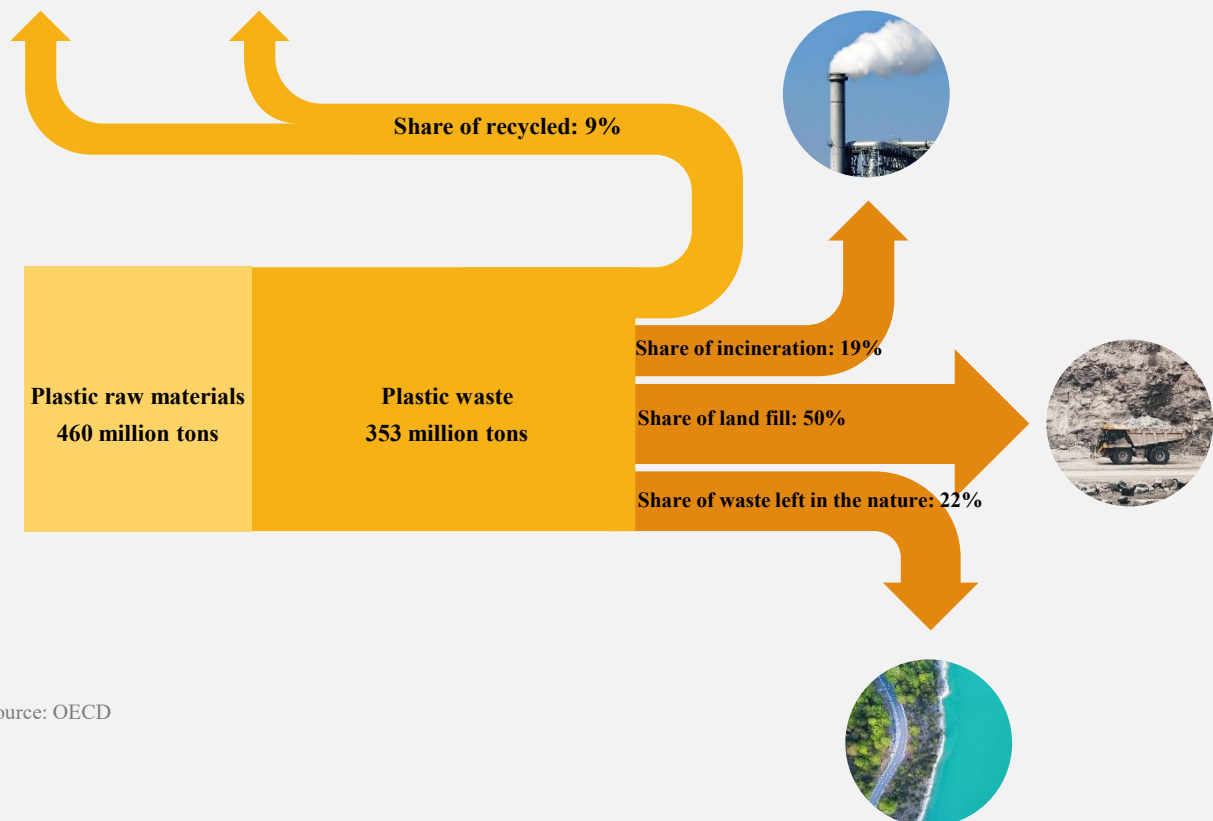 Share of recycled: 9%
Share of incineration: 19%
Plastic raw materials
460 million tons
Plastic waste
353 million tons
Share of land fill: 50%
Share of waste left in the nature: 22%
ource: OECD